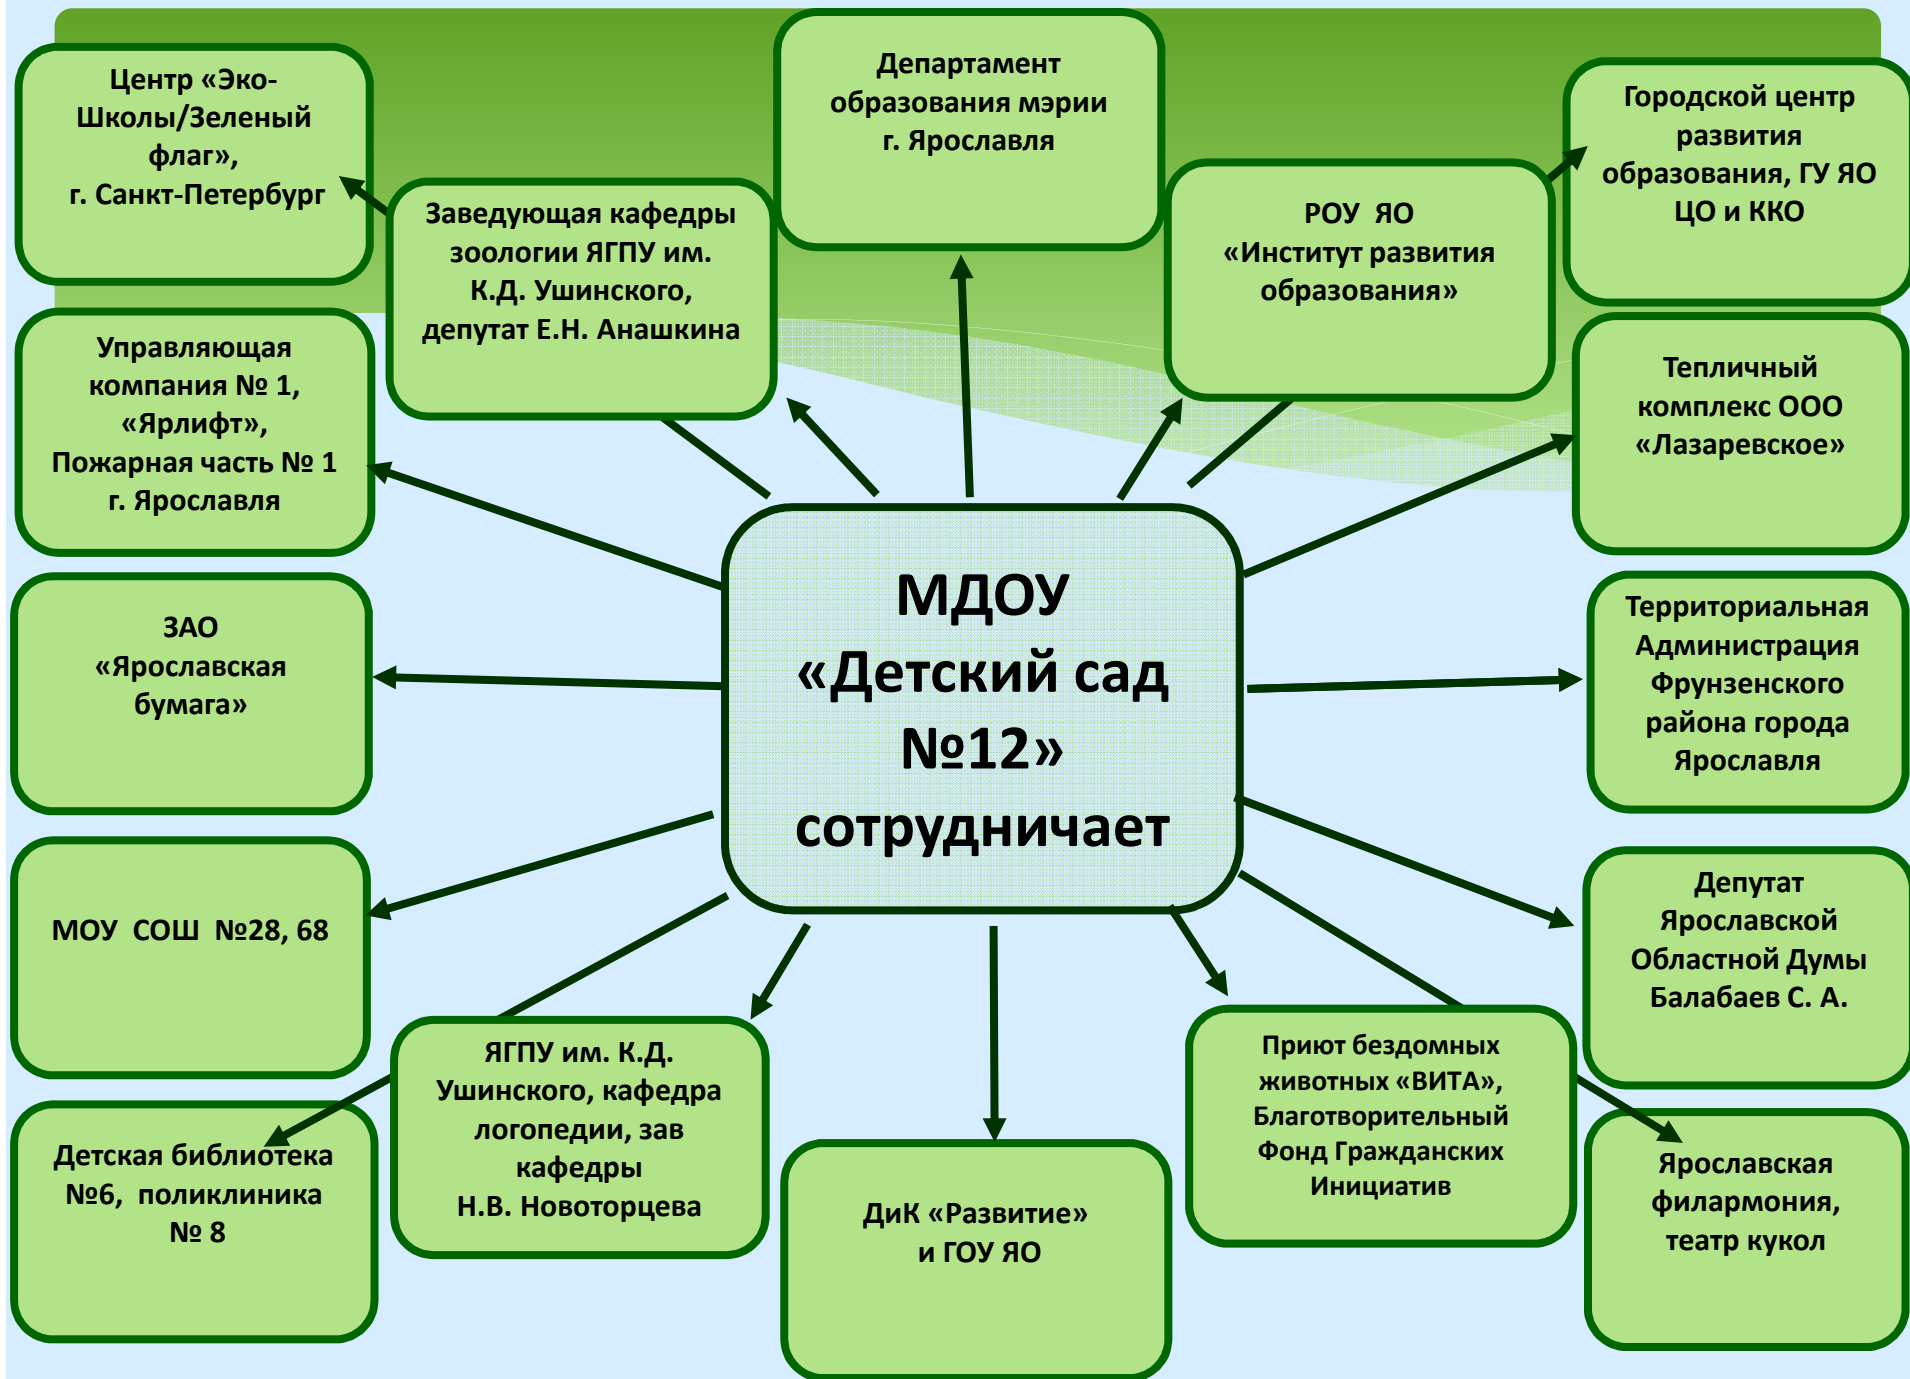 Центр «Эко-
Школы/Зеленый
флаг»,
г. Санкт-Петербург
Заведующая кафедры
зоологии ЯГПУ им.
К.Д. Ушинского,
депутат Е.Н. Анашкина
Департамент
образования мэрии
г. Ярославля
РОУ ЯО
«Институт развития
образования»
Городской центр
развития
образования, ГУ ЯО
ЦО и ККО
Управляющая
компания № 1,
«Ярлифт»,
Пожарная часть № 1
г. Ярославля
Тепличный
комплекс ООО
«Лазаревское»
ЗАО
«Ярославская
бумага»
МДОУ
«Детский сад
№12»
сотрудничает
Территориальная
Администрация
Фрунзенского
района города
Ярославля
МОУ СОШ №28, 68
Депутат
Ярославской
Областной Думы
Балабаев С. А.
Детская библиотека
№6, поликлиника
№ 8
ЯГПУ им. К.Д.
Ушинского, кафедра
логопедии, зав
кафедры
Н.В. Новоторцева
ДиК «Развитие»
и ГОУ ЯО
Приют бездомных
животных «ВИТА»,
Благотворительный
Фонд Гражданских
Инициатив
Ярославская
филармония,
театр кукол